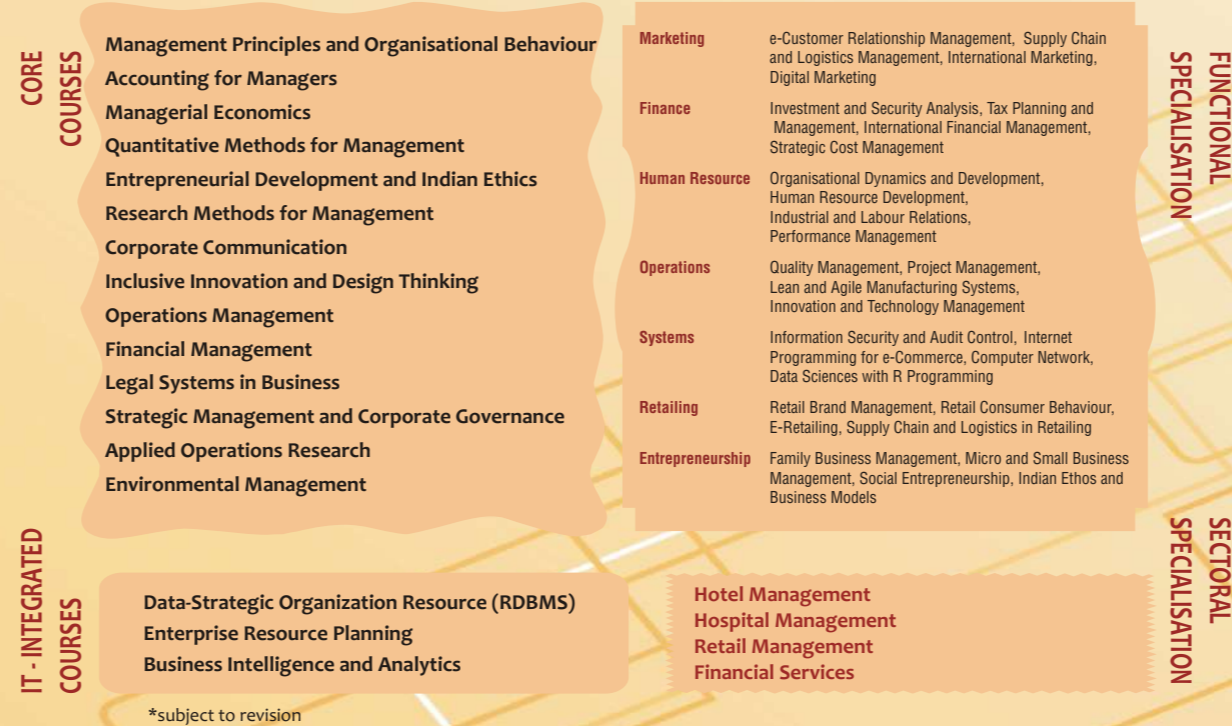 CORE
COURSES
Management Principles and Organisational Behaviour
Accounting for Managers
Managerial Economics
Quantitative Methods for Management
Entrepreneurial Development and Indian Ethics
Research Methods for Management
Corporate Communication
Inclusive Innovation and Design Thinking
Operations Management
Financial Management
Legal Systems in Business
Strategic Management and Corporate Governance
Applied Operations Research
Environmental Management
FUNCTIONAL
SPECIALISATION
Marketing e-Customer Relationship Management, Supply Chain
and Logistics Management, International Marketing,
Digital Marketing
Finance Investment and Security Analysis, Tax Planning and
Management, International Financial Management,
Strategic Cost Management
Human Resource Organisational Dynamics and Development,
Human Resource Development,
Industrial and Labour Relations,
Performance Management
Operations Quality Management, Project Management,
Lean and Agile Manufacturing Systems,
Innovation and Technology Management
Systems Information Security and Audit Control, Internet
Programming for e-Commerce, Computer Network,
Data Sciences with R Programming
Retailing Retail Brand Management, Retail Consumer Behaviour,
E-Retailing, Supply Chain and Logistics in Retailing
Entrepreneurship Family Business Management, Micro and Small Business
Management, Social Entrepreneurship, Indian Ethos and
Business Models
IT - INTEGRATED
COURSES
Data-Strategic Organization Resource (RDBMS)
Enterprise Resource Planning
Business Intelligence and Analytics
SECTORAL
SPECIALISATION
Hotel Management
Hospital Management
Retail Management
Financial Services
*subject to revision